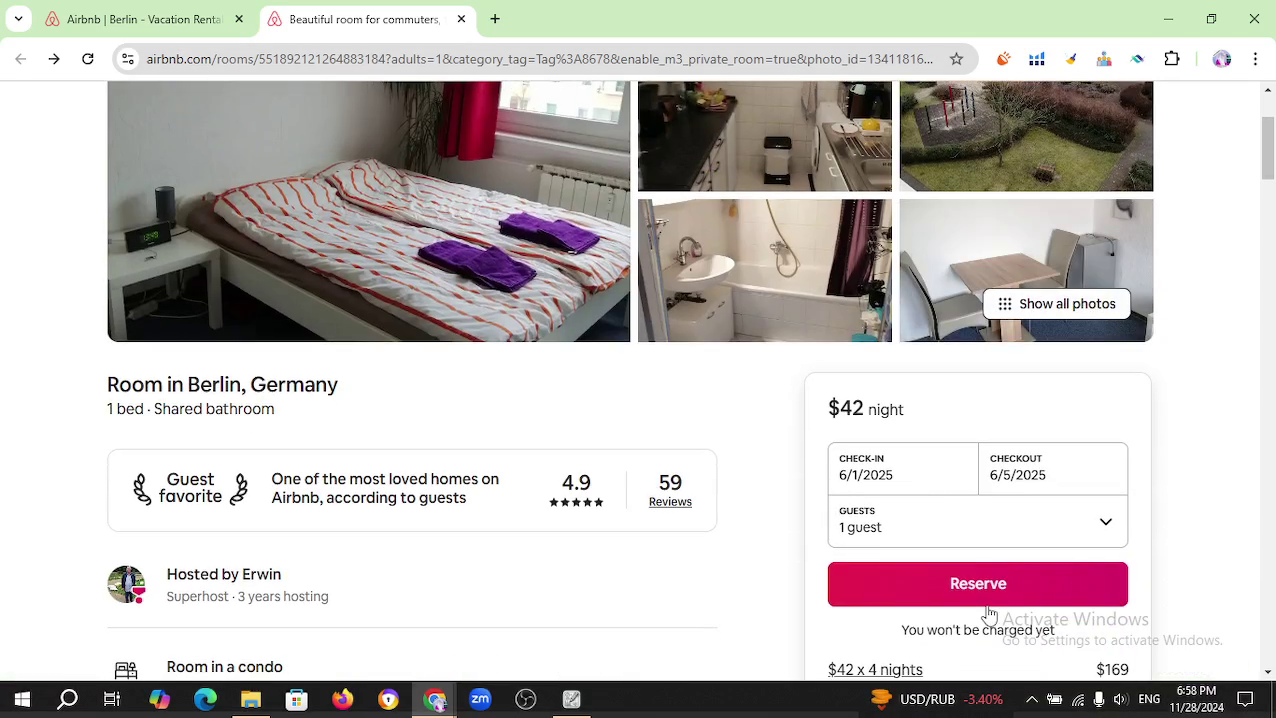 Airbnb | Berlin - Vacation Renta
Beautiful room for commuters,
airbnb.com/rooms/551892121264883184?adults=1&category_tag=Tag%3A8678&enable_m3_private_room=true&photo_id=13411816...
Show all photos
Room in Berlin, Germany
1 bed · Shared bathroom
Guest
favorite
One of the most loved homes on
Airbnb, according to guests
4.9
59
Reviews
Hosted by Erwin
Superhost · 3 years hosting
Room in a condo
$42 night
CHECK-IN
6/1/2025
CHECKOUT
6/5/2025
GUESTS
1 guest
Reserve
You won't be charged yet
$42 x 4 nights
$169
Activate Windows
Go to Settings to activate Windows.
zm
USD/RUB -3.40%
ENG
4:58 PM
11/28/2024